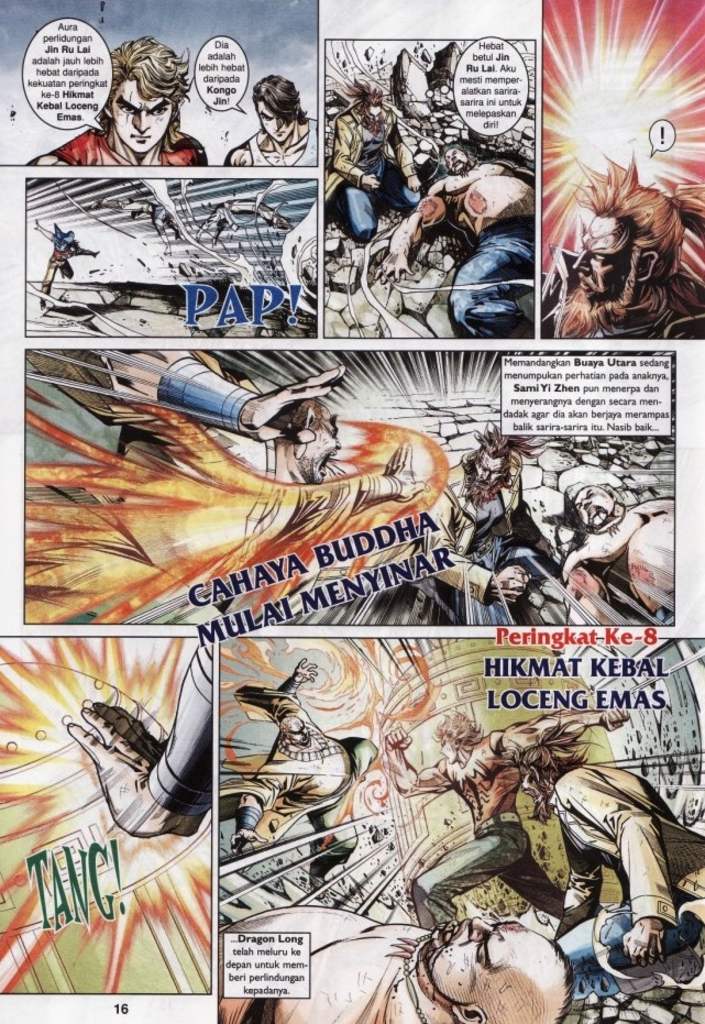 Aura
perlidungan
Jin Ru Lai
adalah jauh lebih
hebat daripada
kekuatan peringkat
ke-8 Hikmat
Kebal Loceng
Emas.
Dia
adalah
lebih hebat
daripada
Kongo
Jin!
Hebat
betul Jin
Ru Lai. Aku
mesti memper-
alatkan sarira-
sarira ini untuk
melepaskan
diri!
!
PAP!
Memandangkan Buaya Utara sedang
menumpukan perhatian pada anaknya,
Sami Yi Zhen pun menerpa dan
menyerangnya dengan secara men-
dadak agar dia akan berjaya merampas
balik sarira-sarira itu. Nasib baik...
CAHAYA BUDDHA
MULAI MENYINAR
Peringkat Ke-8
HIKMAT KEBAL
LOCENG EMAS
TANG!
...Dragon Long
telah meluru ke
depan untuk mem-
beri perlindungan
kepadanya.
16